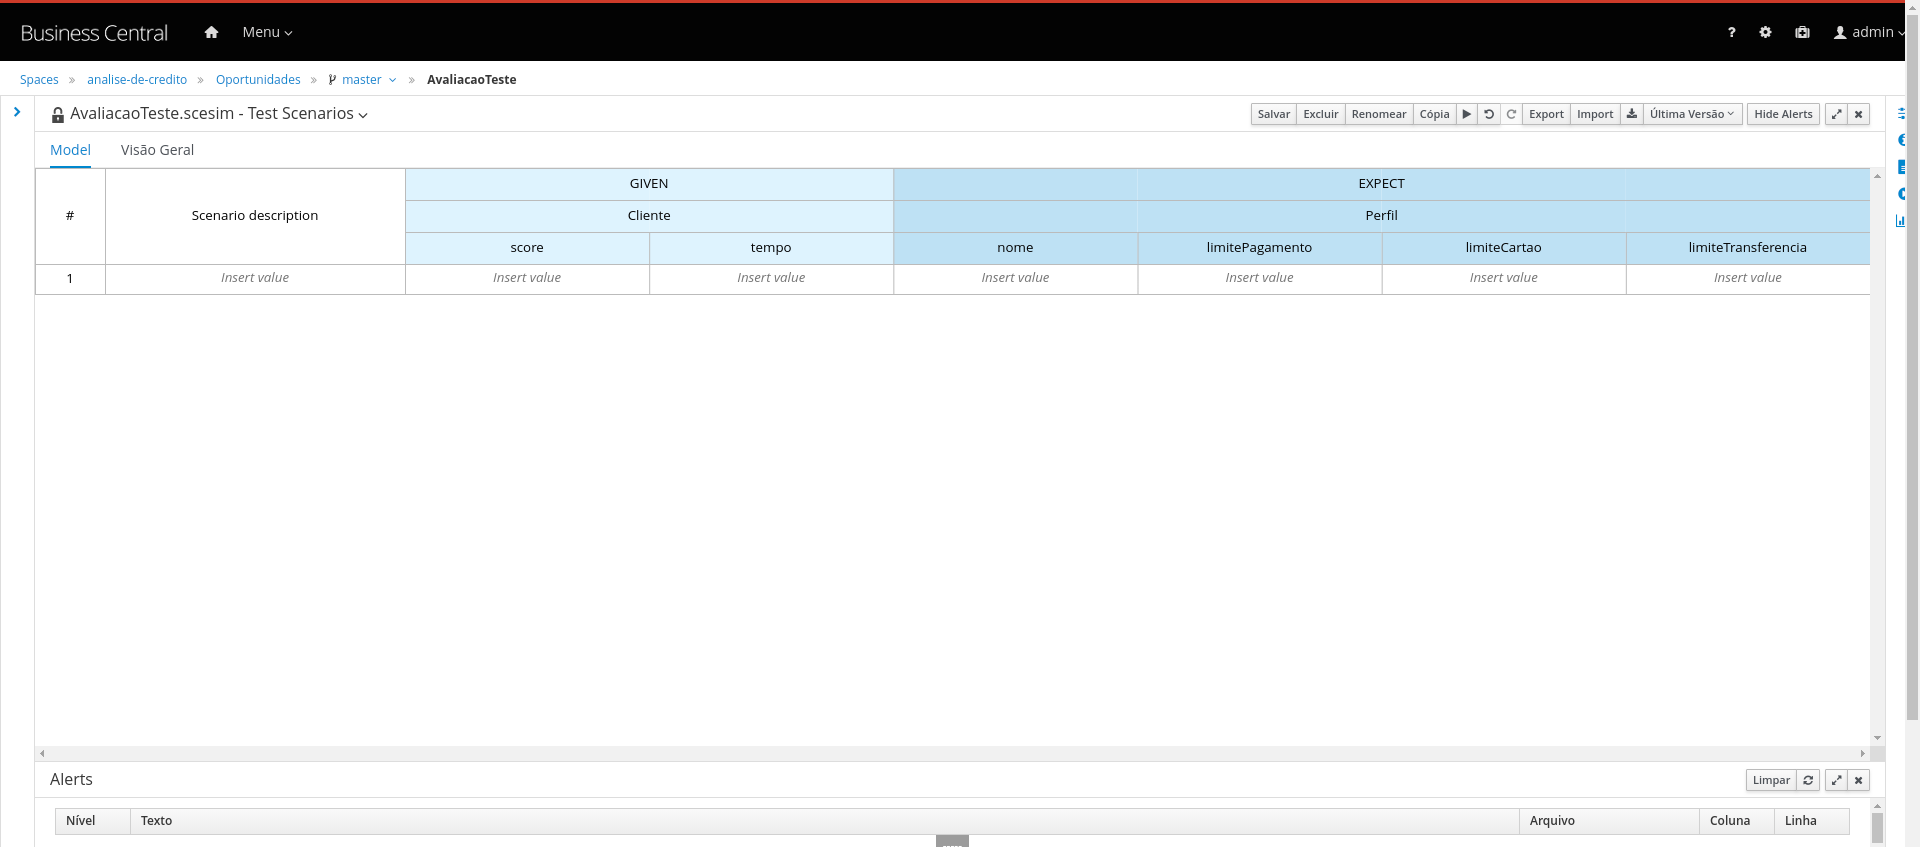 Business Central Menu ? admin
Spaces » analise-de-credito » Oportunidades » master » AvaliacaoTeste
AvaliacaoTeste.scesim - Test Scenarios Salvar Excluir Renomear Cópia Export Import Última Versão Hide Alerts
Model Visão Geral
GIVEN EXPECT
# Scenario description Cliente Perfil
score tempo nome limitePagamento limiteCartao limiteTransferencia
1 Insert value Insert value Insert value Insert value Insert value Insert value Insert value
Alerts Limpar
Nível Texto Arquivo Coluna Linha